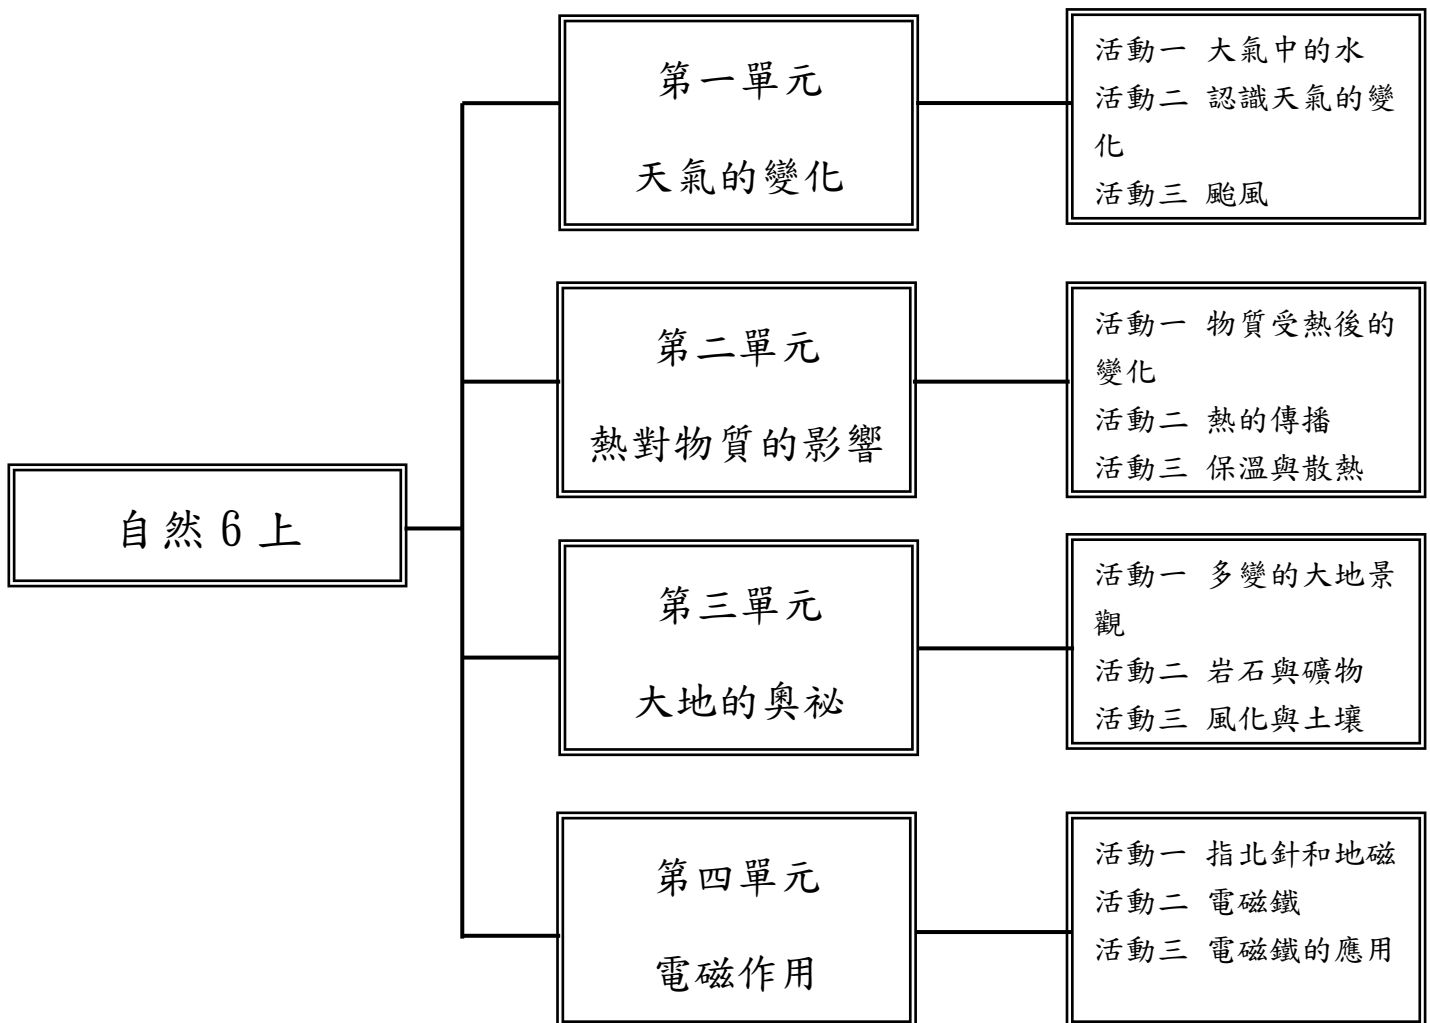 自然 6 上
第一單元
天氣的變化
活動一 大氣中的水
活動二 認識天氣的變
化
活動三 颱風
第二單元
熱對物質的影響
活動一 物質受熱後的
變化
活動二 熱的傳播
活動三 保溫與散熱
第三單元
大地的奧祕
活動一 多變的大地景
觀
活動二 岩石與礦物
活動三 風化與土壤
第四單元
電磁作用
活動一 指北針和地磁
活動二 電磁鐵
活動三 電磁鐵的應用